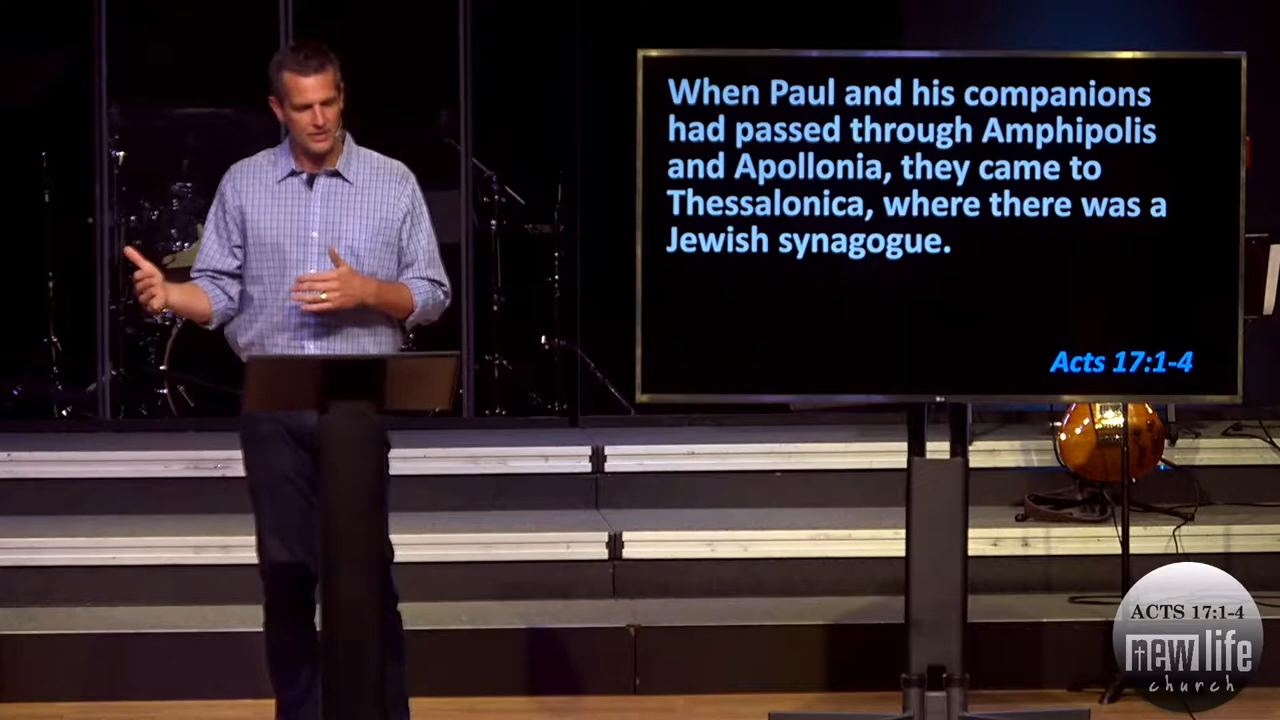 When Paul and his companions
had passed through Amphipolis
and Apollonia, they came to
Thessalonica, where there was a
Jewish synagogue.
Acts 17:1-4
ACTS 17:1-4
new life
church